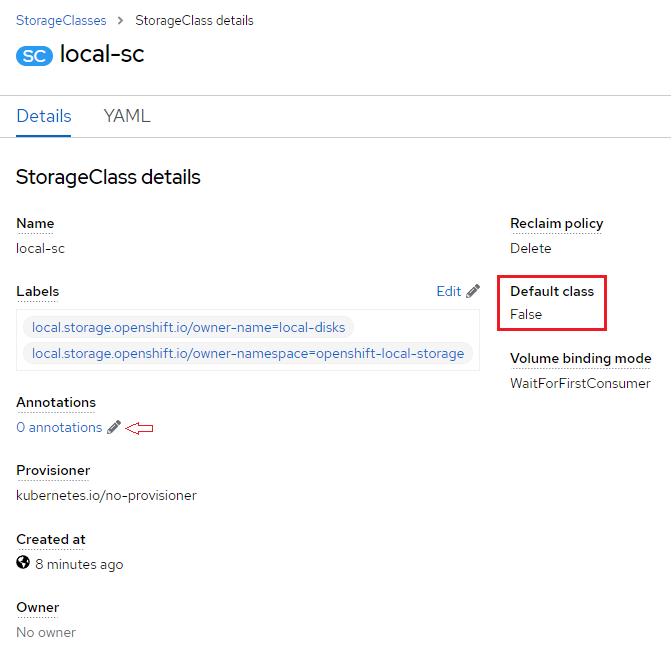 StorageClasses > StorageClass details
SC local-sc
Details YAML
StorageClass details
Name
local-sc
Labels
Edit
local.storage.openshift.io/owner-name=local-disks
local.storage.openshift.io/owner-namespace=openshift-local-storage
Annotations
0 annotations
Provisioner
kubernetes.io/no-provisioner
Created at
8 minutes ago
Owner
No owner
Reclaim policy
Delete
Default class
False
Volume binding mode
WaitForFirstConsumer